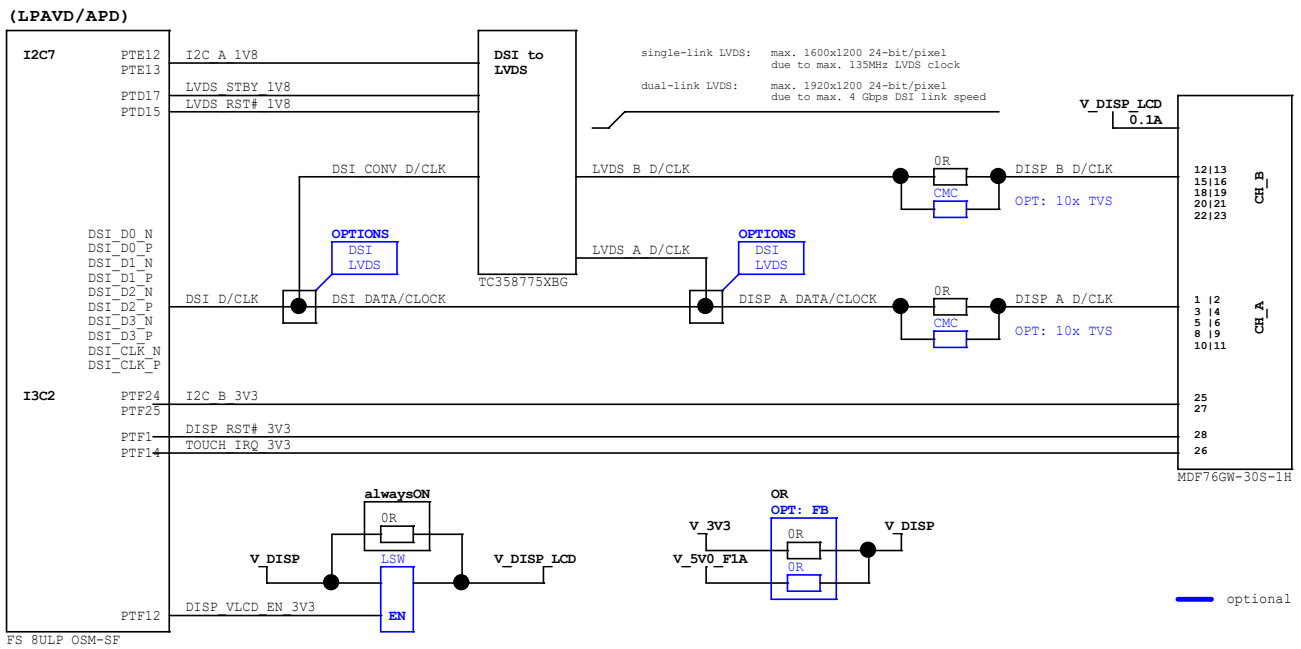 (LPAVD/APD)
I2C7
PTE12
PTE13
I2C_A_1V8
PTD17
PTD15
LVDS_STBY_1V8
LVDS_RST#_1V8
DSI to
LVDS
TC358775XBG
single-link LVDS: max. 1600x1200 24-bit/pixel
due to max. 135MHz LVDS clock
dual-link LVDS: max. 1920x1200 24-bit/pixel
due to max. 4 Gbps DSI link speed
V_DISP_LCD
0.1A
DSI_CONV_D/CLK
LVDS_B_D/CLK
0R
CMC
DISP_B_D/CLK
OPT: 10x TVS
12|13
15|16
18|19
20|21
22|23
CH_B
DSI_D0_N
DSI_D0_P
DSI_D1_N
DSI_D1_P
DSI_D2_N
DSI_D2_P
DSI_D3_N
DSI_D3_P
DSI_CLK_N
DSI_CLK_P
DSI_D/CLK
OPTIONS
DSI
LVDS
DSI_DATA/CLOCK
LVDS_A_D/CLK
OPTIONS
DSI
LVDS
DISP_A_DATA/CLOCK
0R
CMC
DISP_A_D/CLK
OPT: 10x TVS
1 |2
3 |4
5 |6
8 |9
10|11
CH_A
I3C2
PTF24
PTF25
I2C_B_3V3
25
27
PTF1
DISP_RST#_3V3
28
PTF14
TOUCH_IRQ_3V3
26
MDF76GW-30S-1H
alwaysON
0R
V_DISP
LSW
EN
V_DISP_LCD
PTF12
DISP_VLCD_EN_3V3
OR
OPT: FB
V_3V3
0R
V_5V0_F1A
0R
V_DISP
optional
FS 8ULP OSM-SF